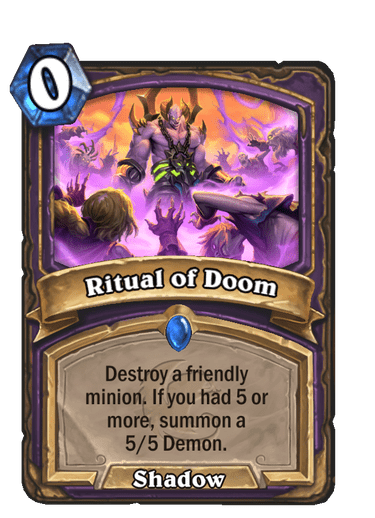 0
Ritual of Doom
Destroy a friendly
minion. If you had 5 or
more, summon a
5/5 Demon.
Shadow